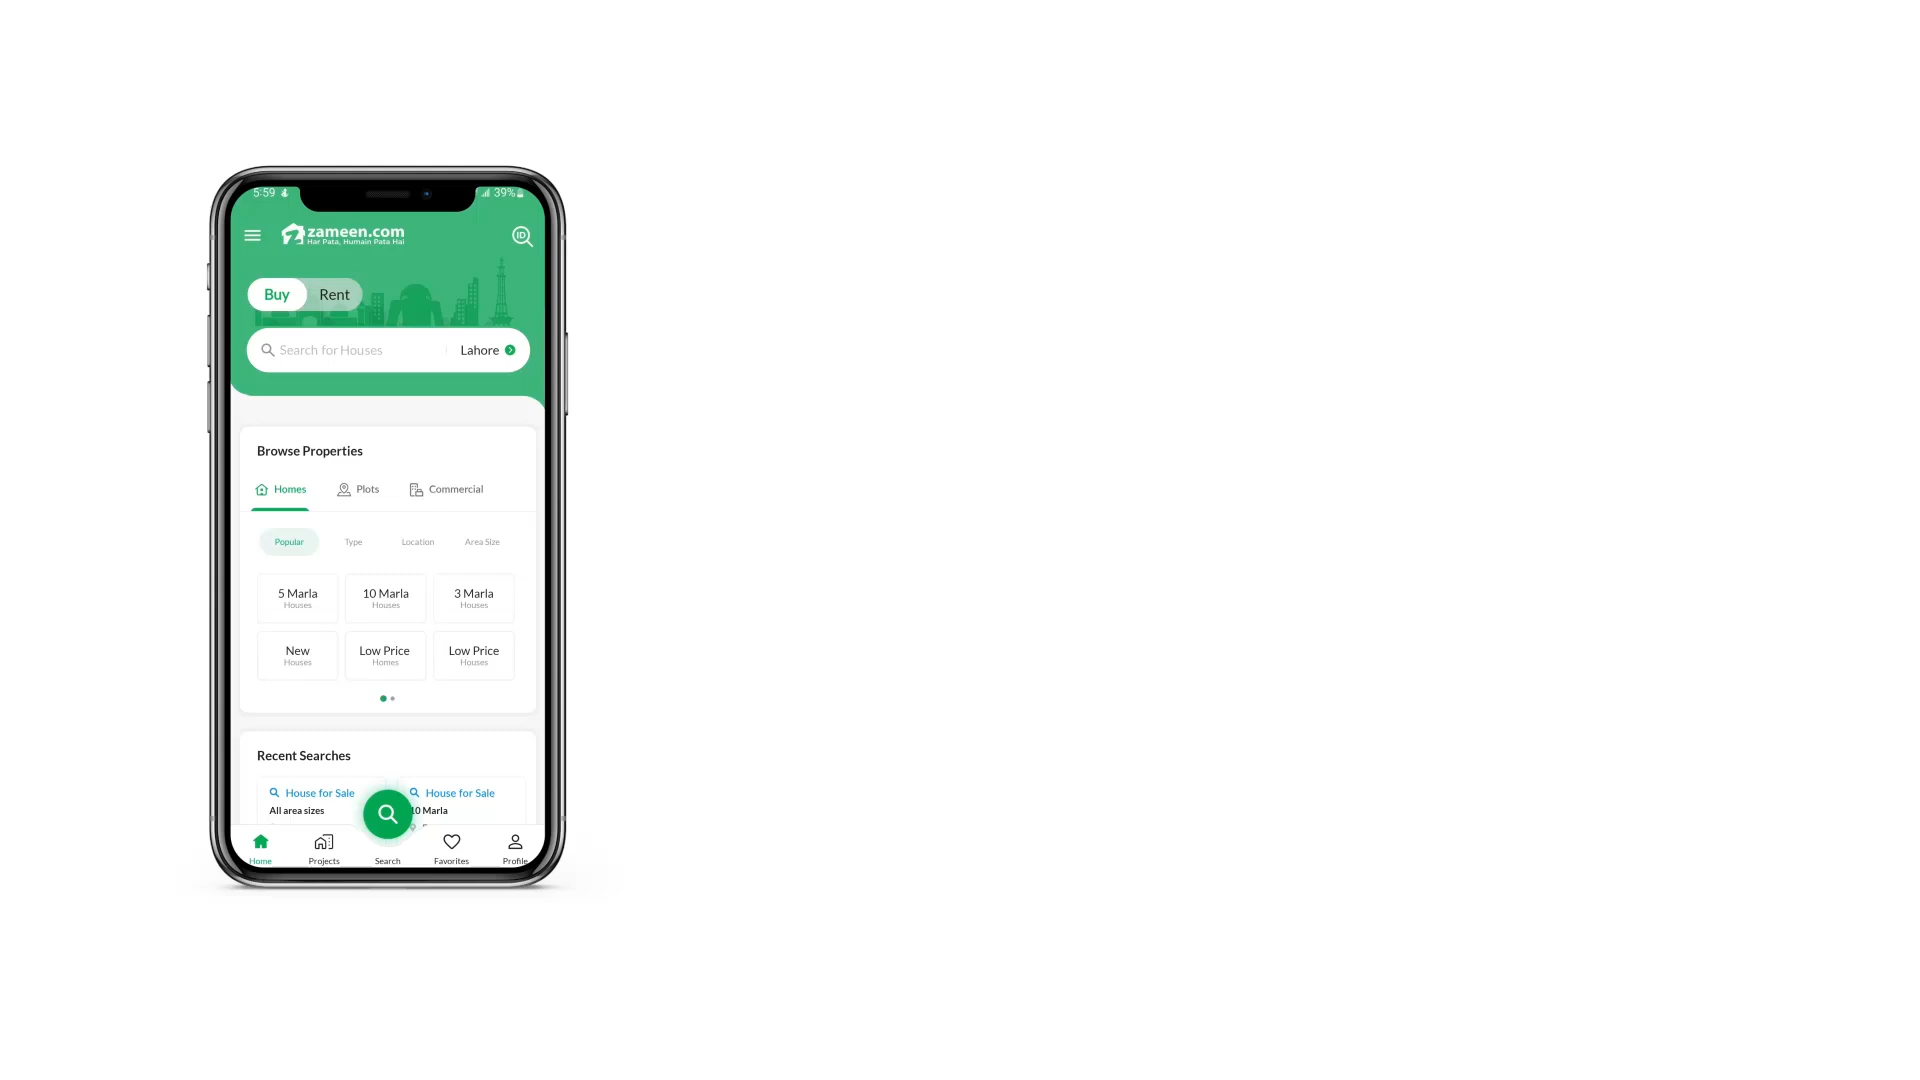 5:59
39%
zameen.com
Har Pata, Humain Pata Hai
ID
Buy Rent
Search for Houses Lahore
Browse Properties
Homes Plots Commercial
Popular Type Location Area Size
5 Marla 10 Marla 3 Marla
Houses Houses Houses
New Low Price Low Price
Houses Homes Houses
Recent Searches
House for Sale House for Sale
All area sizes 10 Marla
Home Projects Search Favorites Profile